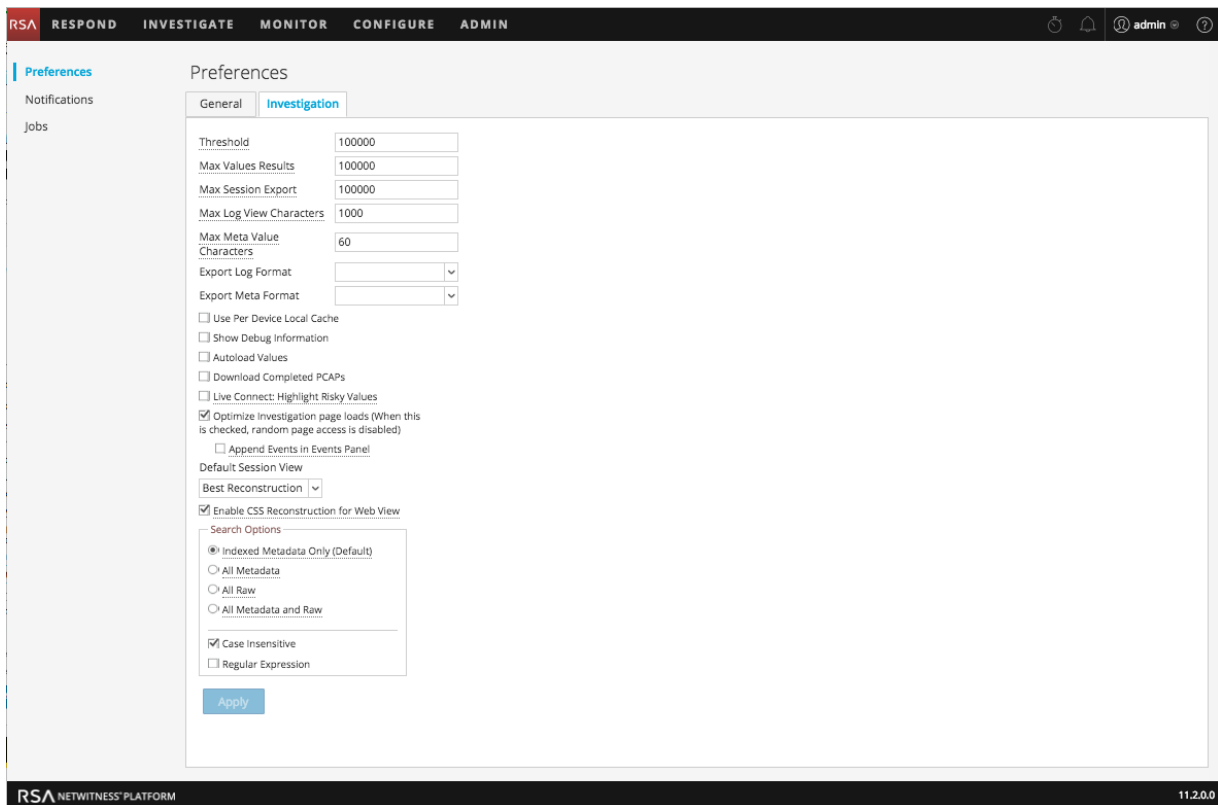 RSA RESPOND INVESTIGATE MONITOR CONFIGURE ADMIN admin ?
Preferences
Notifications
Jobs
Preferences
General Investigation
Threshold 100000
Max Values Results 100000
Max Session Export 100000
Max Log View Characters 1000
Max Meta Value
Characters 60
Export Log Format
Export Meta Format
Use Per Device Local Cache
Show Debug Information
Autoload Values
Download Completed PCAPs
Live Connect: Highlight Risky Values
Optimize Investigation page loads (When this
is checked, random page access is disabled)
Append Events in Events Panel
Default Session View
Best Reconstruction
Enable CSS Reconstruction for Web View
Search Options
Indexed Metadata Only (Default)
All Metadata
All Raw
All Metadata and Raw
Case Insensitive
Regular Expression
Apply
RSA NETWITNESS® PLATFORM 11.2.0.0